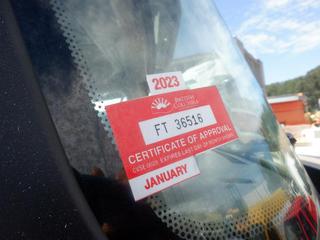 2023
BRITISH
COLUMBIA
FT 36516
CERTIFICATE OF APPROVAL
EXPIRES LAST DAY OF MONTH SHOWN
JANUARY